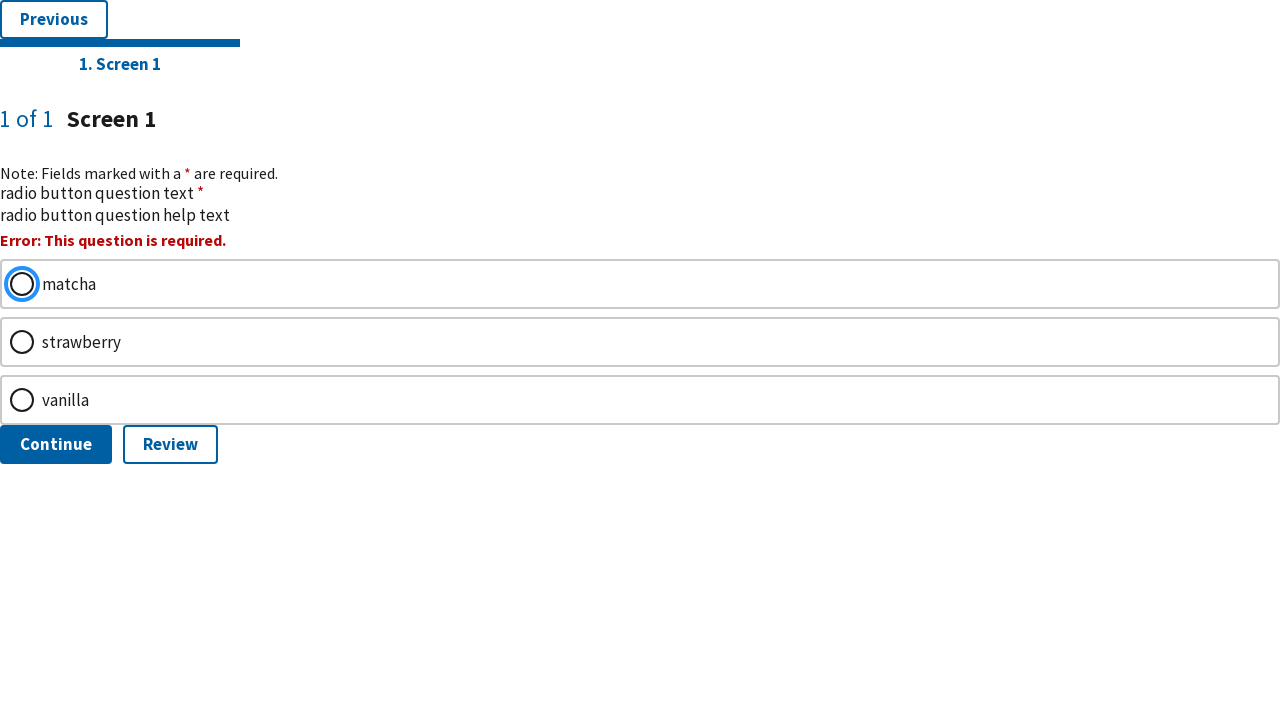 Previous
1. Screen 1
1 of 1 Screen 1
Note: Fields marked with a * are required.
radio button question text *
radio button question help text
Error: This question is required.
matcha
strawberry
vanilla
Continue Review